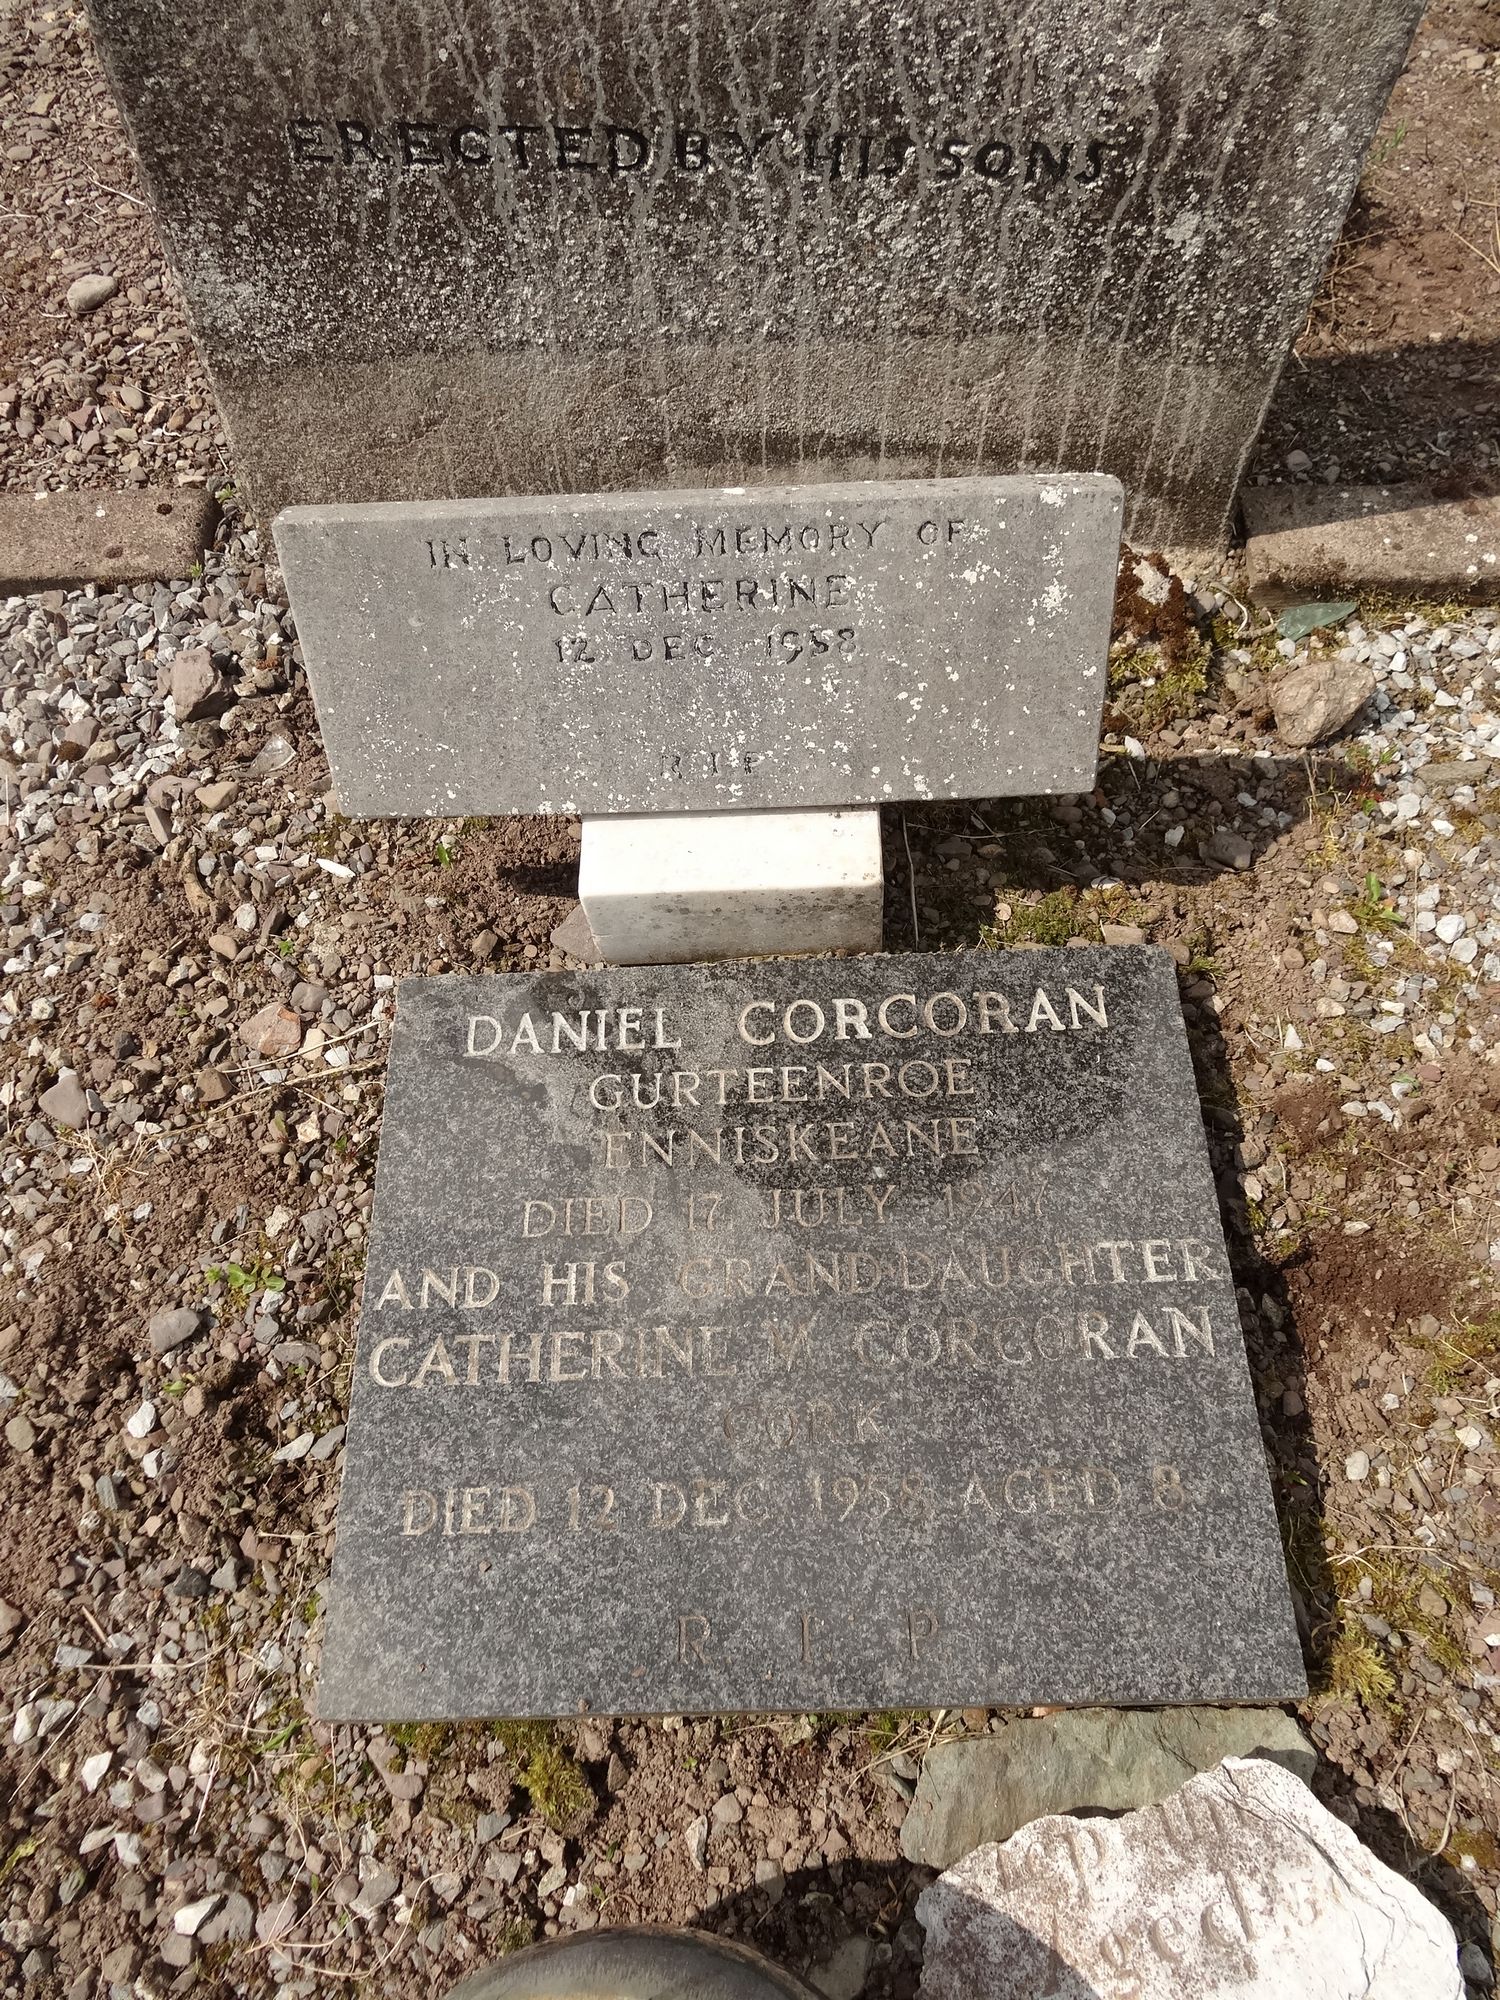 ERECTED BY HIS SONS
IN LOVING MEMORY OF
CATHERINE
12 DEC 1958
R I P
DANIEL CORCORAN
GURTEENROE
ENNISKEANE
DIED 17 JULY 1947
AND HIS GRAND-DAUGHTER
CATHERINE M CORCORAN
CORK
DIED 12 DEC 1958 AGED 8
R. I. P.
aged